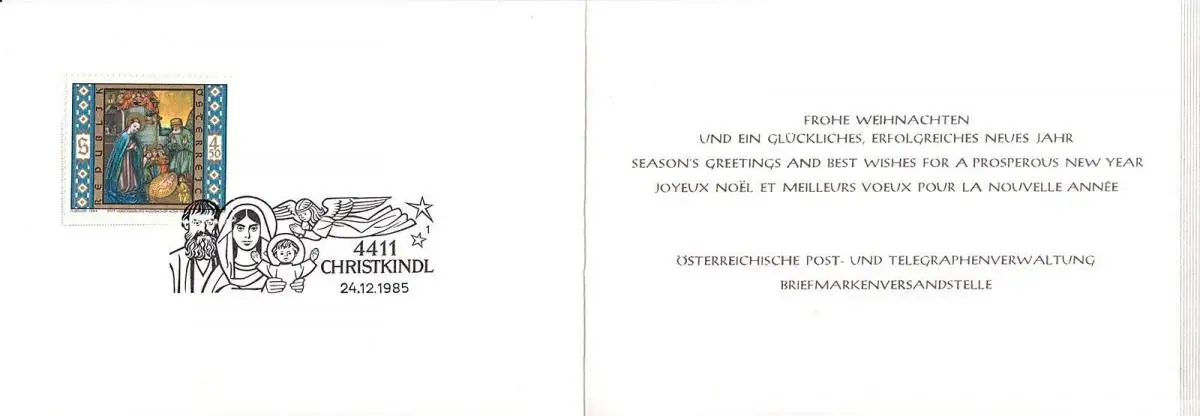 REPUBLIK
ÖSTERREICH
S
4
50
4411
CHRISTKINDL
24.12.1985
1
FROHE WEIHNACHTEN
UND EIN GLÜCKLICHES, ERFOLGREICHES NEUES JAHR
SEASON'S GREETINGS AND BEST WISHES FOR A PROSPEROUS NEW YEAR
JOYEUX NOËL ET MEILLEURS VOEUX POUR LA NOUVELLE ANNÉE
ÖSTERREICHISCHE POST- UND TELEGRAPHENVERWALTUNG
BRIEFMARKENVERSANDSTELLE